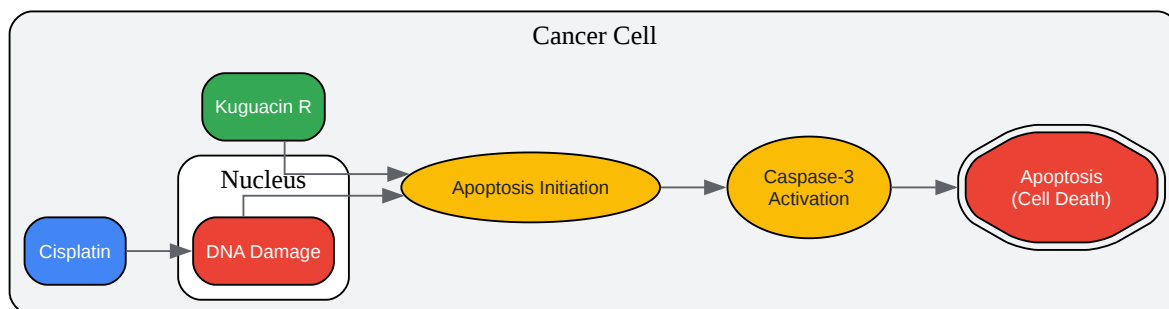 Cancer Cell
Kuguacin R
Nucleus
Cisplatin
DNA Damage
Apoptosis Initiation
Caspase-3
Activation
Apoptosis
(Cell Death)